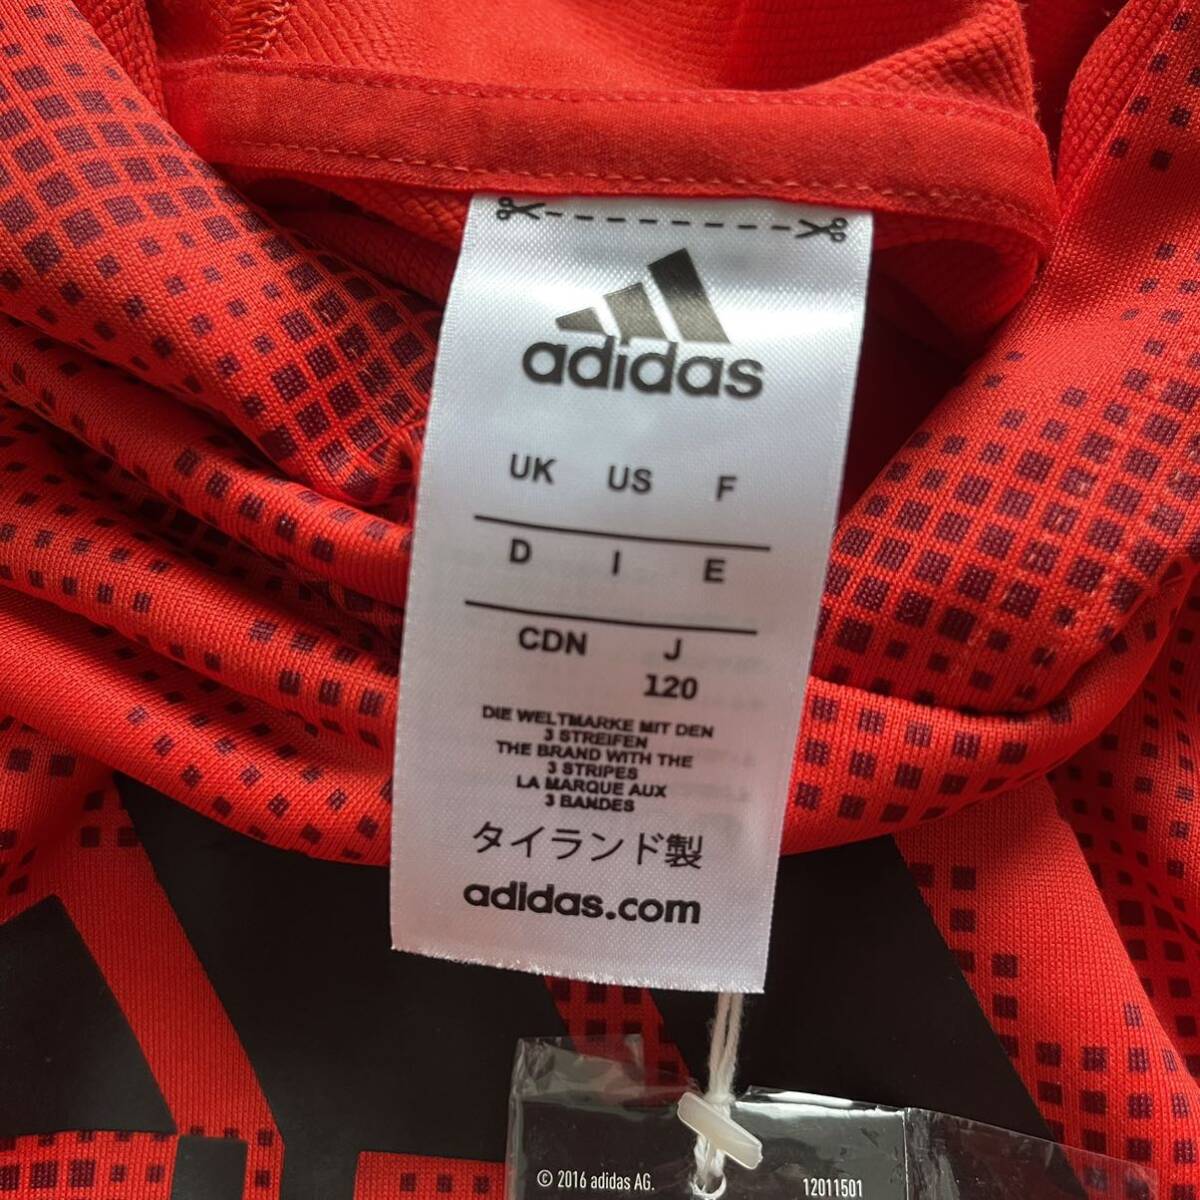 adidas
UK US F
D I E
CDN J
120
DIE WELTMARKE MIT DEN
3 STREIFEN
THE BRAND WITH THE
3 STRIPES
LA MARQUE AUX
3 BANDES
タイランド製
adidas.com
© 2016 adidas AG. 12011501